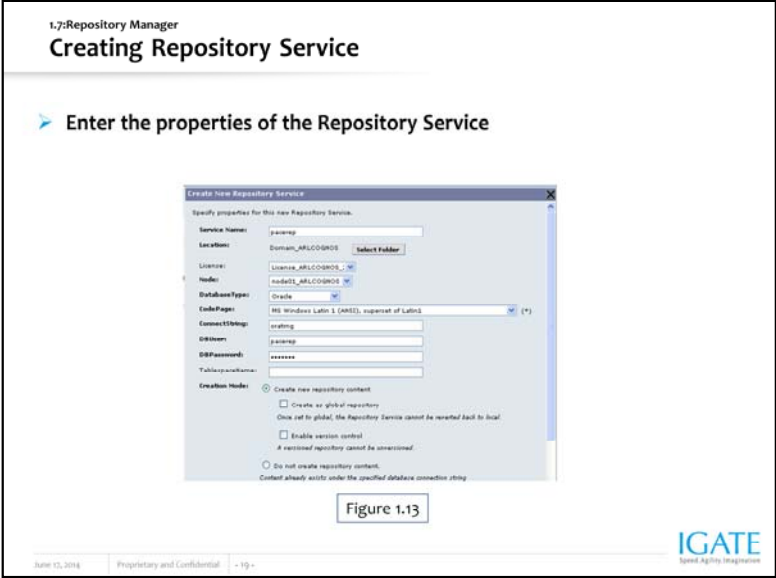 1.7:Repository Manager
Creating Repository Service
Enter the properties of the Repository Service
Create New Repository Service
Specify properties for this new Repository Service.
Service Name: pacerep
Location: Domain_ARLCOGNOS Select Folder
License: License_ARLCOGNOS_
Node: node01_ARLCOGNOS
DatabaseType: Oracle
CodePage: MS Windows Latin 1 (ANSI), superset of Latin1 (*)
ConnectString:
DBUser: pacerep
DBPassword: •••••••
TablespaceName:
Creation Mode: Create new repository content
Create as global repository
Once set to global, the Repository Service cannot be reverted back to local.
Enable version control
A versioned repository cannot be unversioned.
Do not create repository content.
Content already exists under the specified database connection string
Figure 1.13
June 17, 2014 Proprietary and Confidential - 19 -
IGATE
Speed.Agility.Imagination